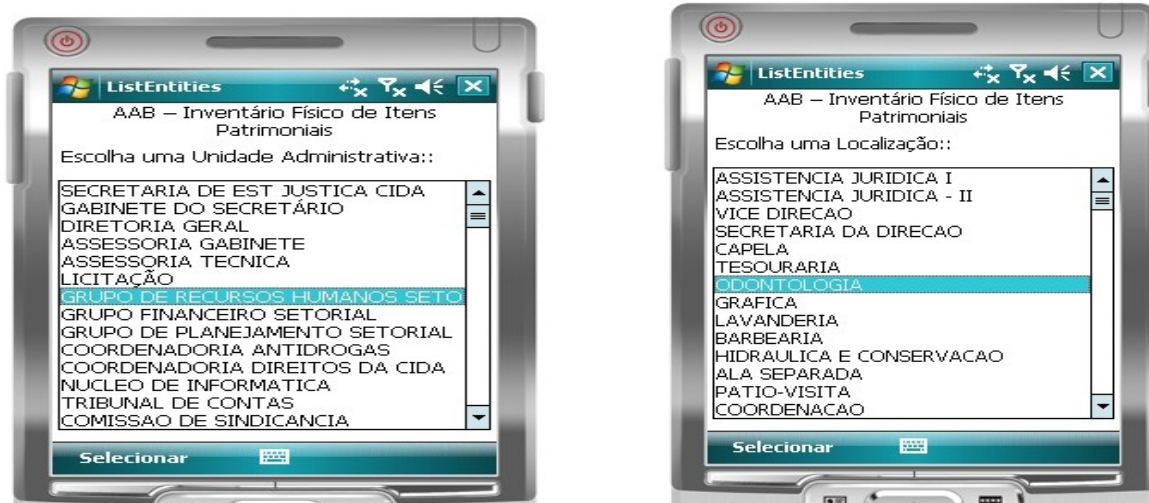 ListEntities
AAB – Inventário Físico de Itens
Patrimoniais
Escolha uma Unidade Administrativa::
SECRETARIA DE EST JUSTICA CIDA
GABINETE DO SECRETÁRIO
DIRETORIA GERAL
ASSESSORIA GABINETE
ASSESSORIA TECNICA
LICITAÇÃO
GRUPO DE RECURSOS HUMANOS SETO
GRUPO FINANCEIRO SETORIAL
GRUPO DE PLANEJAMENTO SETORIAL
COORDENADORIA ANTIDROGAS
COORDENADORIA DIREITOS DA CIDA
NUCLEO DE INFORMATICA
TRIBUNAL DE CONTAS
COMISSAO DE SINDICANCIA
Selecionar
ListEntities
AAB – Inventário Físico de Itens
Patrimoniais
Escolha uma Localização::
ASSISTENCIA JURIDICA I
ASSISTENCIA JURIDICA - II
VICE DIRECAO
SECRETARIA DA DIRECAO
CAPELA
TESOURARIA
ODONTOLOGIA
GRAFICA
LAVANDERIA
BARBEARIA
HIDRAULICA E CONSERVACAO
ALA SEPARADA
PATIO-VISITA
COORDENACAO
Selecionar